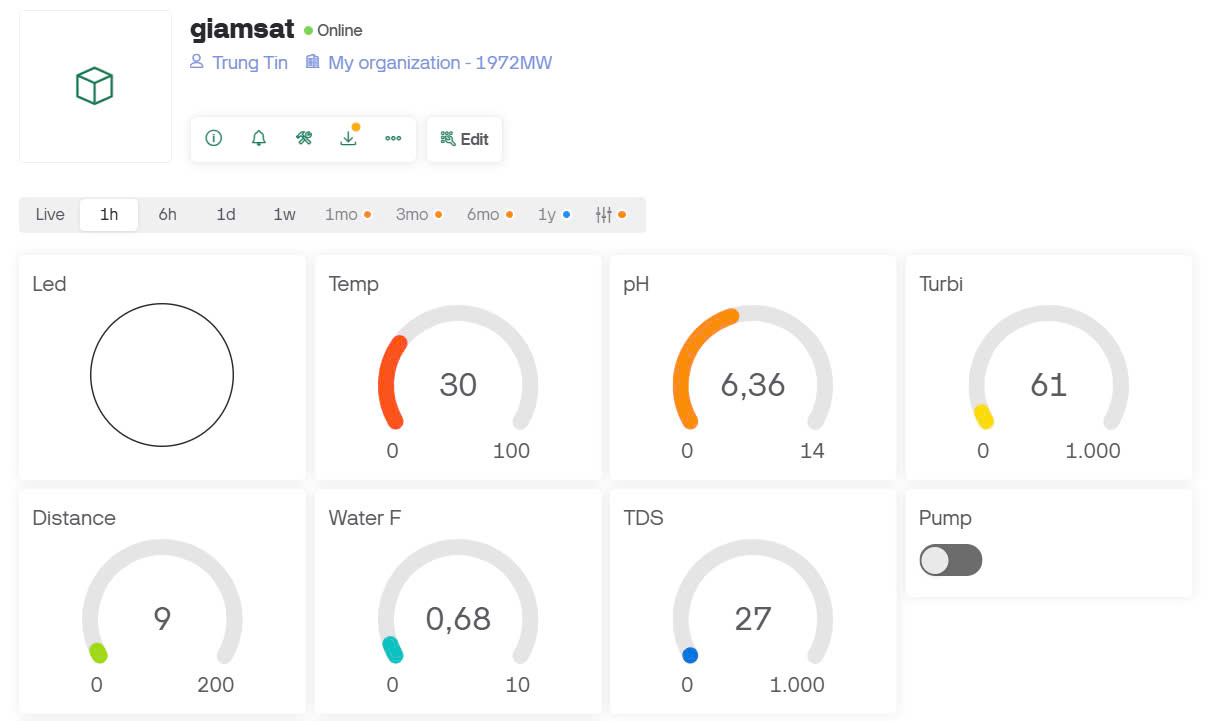 giamsat Online
Trung Tin My organization - 1972MW
Edit
Live 1h 6h 1d 1w 1mo 3mo 6mo 1y
Led
Temp
30
0 100
pH
6,36
0 14
Turbi
61
0 1.000
Distance
9
0 200
Water F
0,68
0 10
TDS
27
0 1.000
Pump